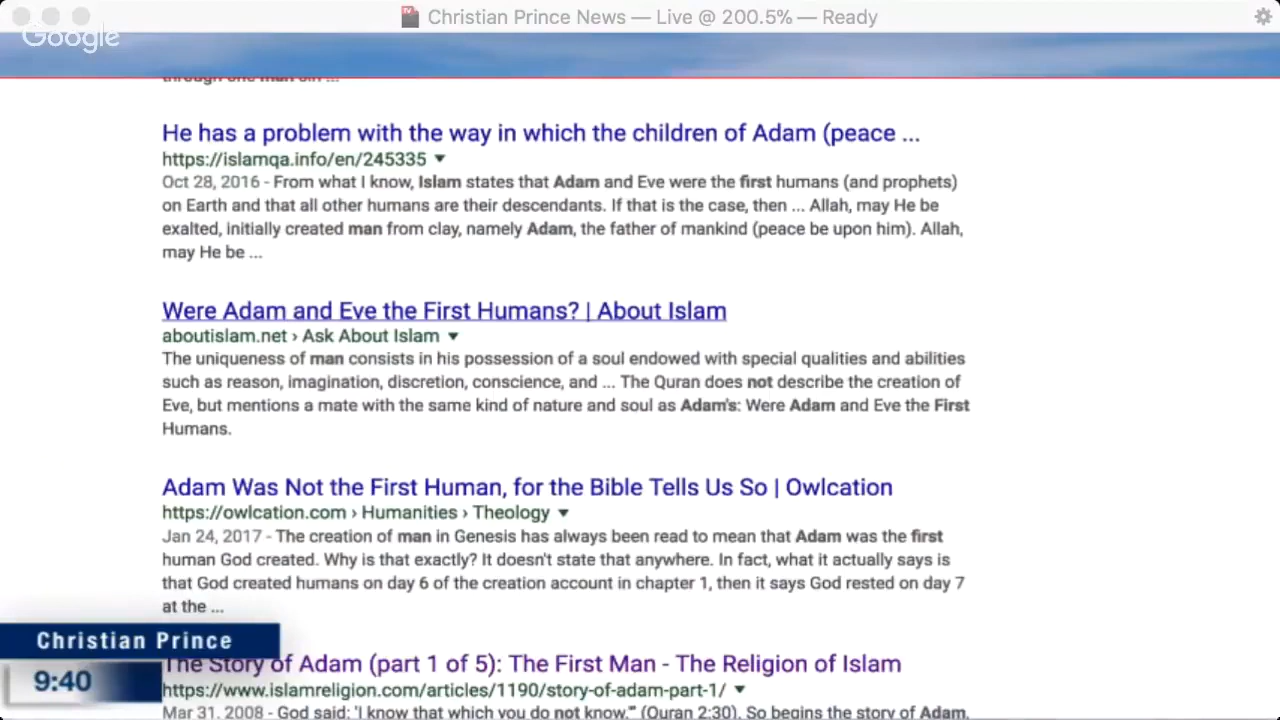 Christian Prince News — Live @ 200.5% — Ready
Google
through one man sin ...
He has a problem with the way in which the children of Adam (peace ...
https://islamqa.info/en/245335
Oct 28, 2016 - From what I know, Islam states that Adam and Eve were the first humans (and prophets)
on Earth and that all other humans are their descendants. If that is the case, then ... Allah, may He be
exalted, initially created man from clay, namely Adam, the father of mankind (peace be upon him). Allah,
may He be ...
Were Adam and Eve the First Humans? | About Islam
aboutislam.net › Ask About Islam
The uniqueness of man consists in his possession of a soul endowed with special qualities and abilities
such as reason, imagination, discretion, conscience, and ... The Quran does not describe the creation of
Eve, but mentions a mate with the same kind of nature and soul as Adam's: Were Adam and Eve the First
Humans.
Adam Was Not the First Human, for the Bible Tells Us So | Owlcation
https://owlcation.com › Humanities › Theology
Jan 24, 2017 - The creation of man in Genesis has always been read to mean that Adam was the first
human God created. Why is that exactly? It doesn't state that anywhere. In fact, what it actually says is
that God created humans on day 6 of the creation account in chapter 1, then it says God rested on day 7
at the ...
Christian Prince
The Story of Adam (part 1 of 5): The First Man - The Religion of Islam
9:40
https://www.islamreligion.com/articles/1190/story-of-adam-part-1/
Mar 31, 2008 - God said: 'I know that which you do not know.'" (Quran 2:30). So begins the story of Adam,